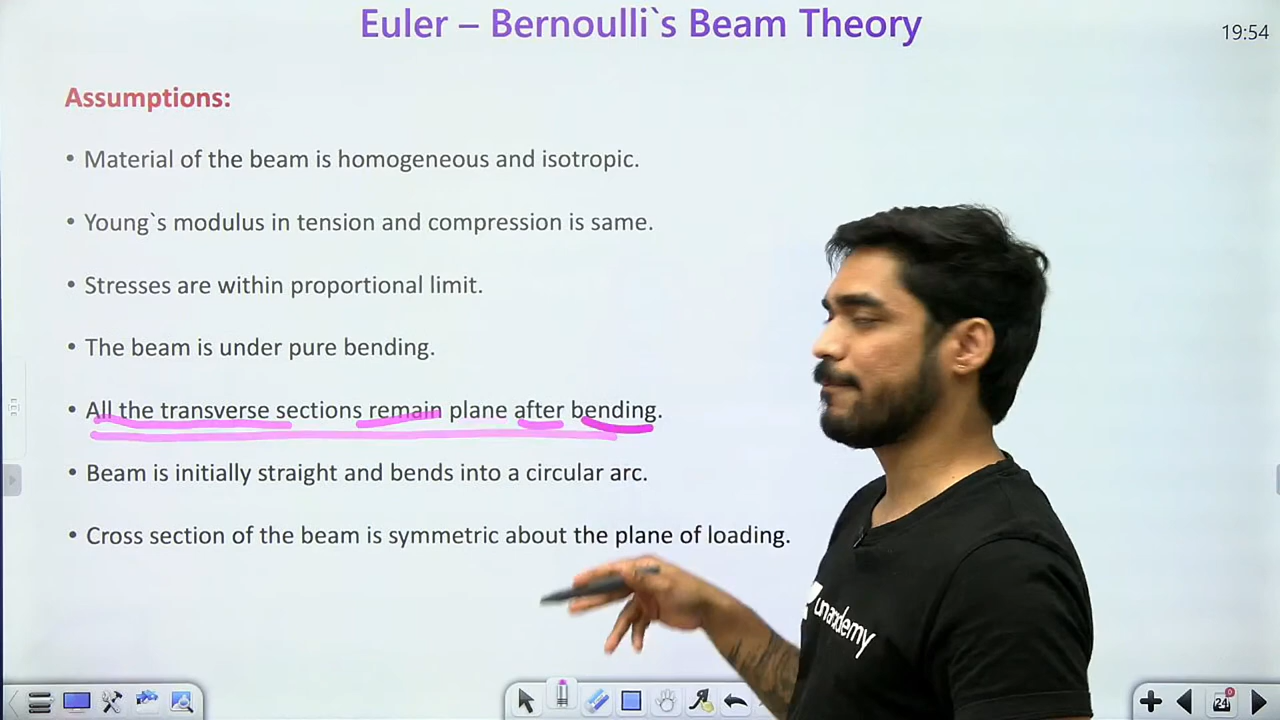 Euler – Bernoulli`s Beam Theory
19:54
Assumptions:
• Material of the beam is homogeneous and isotropic.
• Young`s modulus in tension and compression is same.
• Stresses are within proportional limit.
• The beam is under pure bending.
• All the transverse sections remain plane after bending.
• Beam is initially straight and bends into a circular arc.
• Cross section of the beam is symmetric about the plane of loading.
unacademy
24
0